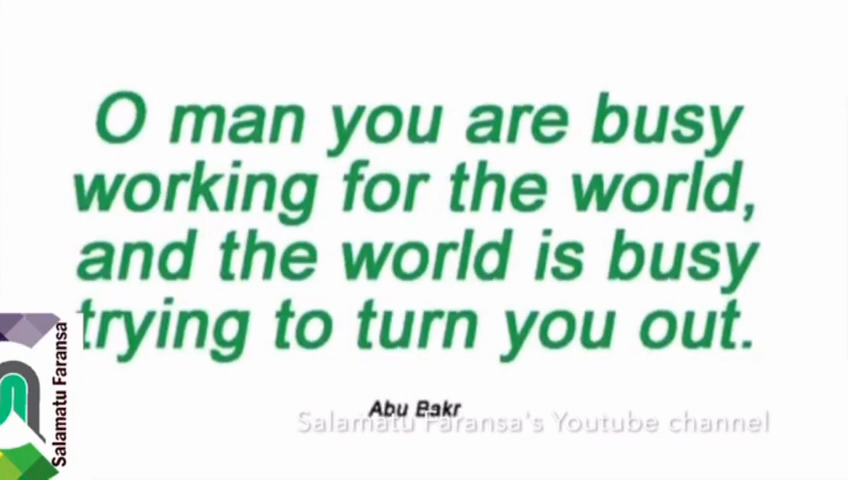 O man you are busy
working for the world,
and the world is busy
trying to turn you out.
Abu Bakr
Salamatu Faransa's Youtube channel
Salamatu Faransa